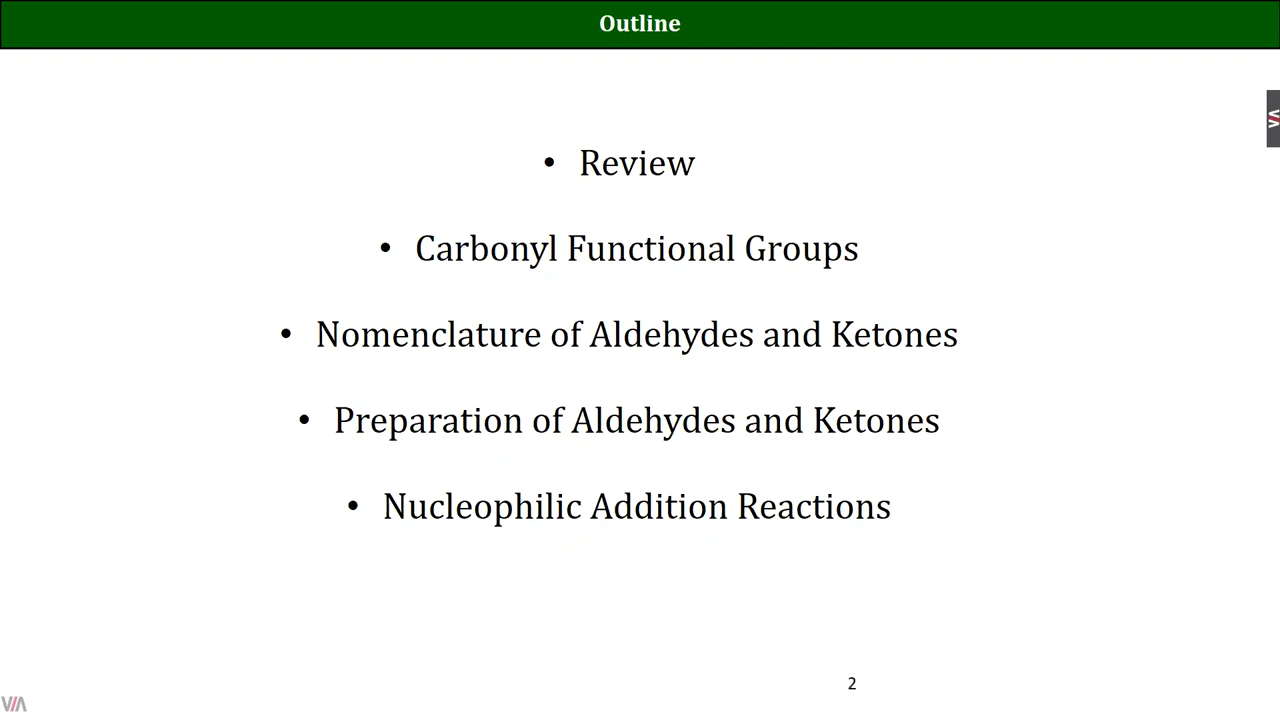 Outline
• Review
• Carbonyl Functional Groups
• Nomenclature of Aldehydes and Ketones
• Preparation of Aldehydes and Ketones
• Nucleophilic Addition Reactions
2
VIA